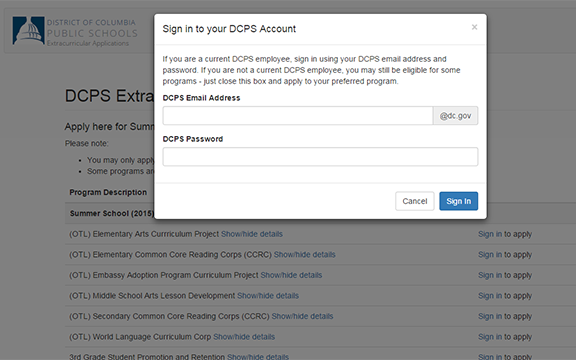 DISTRICT OF COLUMBIA
PUBLIC SCHOOLS
Extracurricular Applications
Sign in to your DCPS Account
×
If you are a current DCPS employee, sign in using your DCPS email address and
password. If you are not a current DCPS employee, you may still be eligible for some
programs - just close this box and apply to your preferred program.
DCPS Email Address
@dc.gov
DCPS Password
Cancel Sign In
DCPS Extra
Apply here for Summ
Please note:
You may only apply
Some programs are
Program Description
Summer School (2015)
(OTL) Elementary Arts Currriculum Project Show/hide details Sign in to apply
(OTL) Elementary Common Core Reading Corps (CCRC) Show/hide details Sign in to apply
(OTL) Embassy Adoption Program Curriculum Project Show/hide details Sign in to apply
(OTL) Middle School Arts Lesson Development Show/hide details Sign in to apply
(OTL) Secondary Common Core Reading Corps (CCRC) Show/hide details Sign in to apply
(OTL) World Language Curriculum Corp Show/hide details Sign in to apply
3rd Grade Student Promotion and Retention Show/hide details Sign in to apply